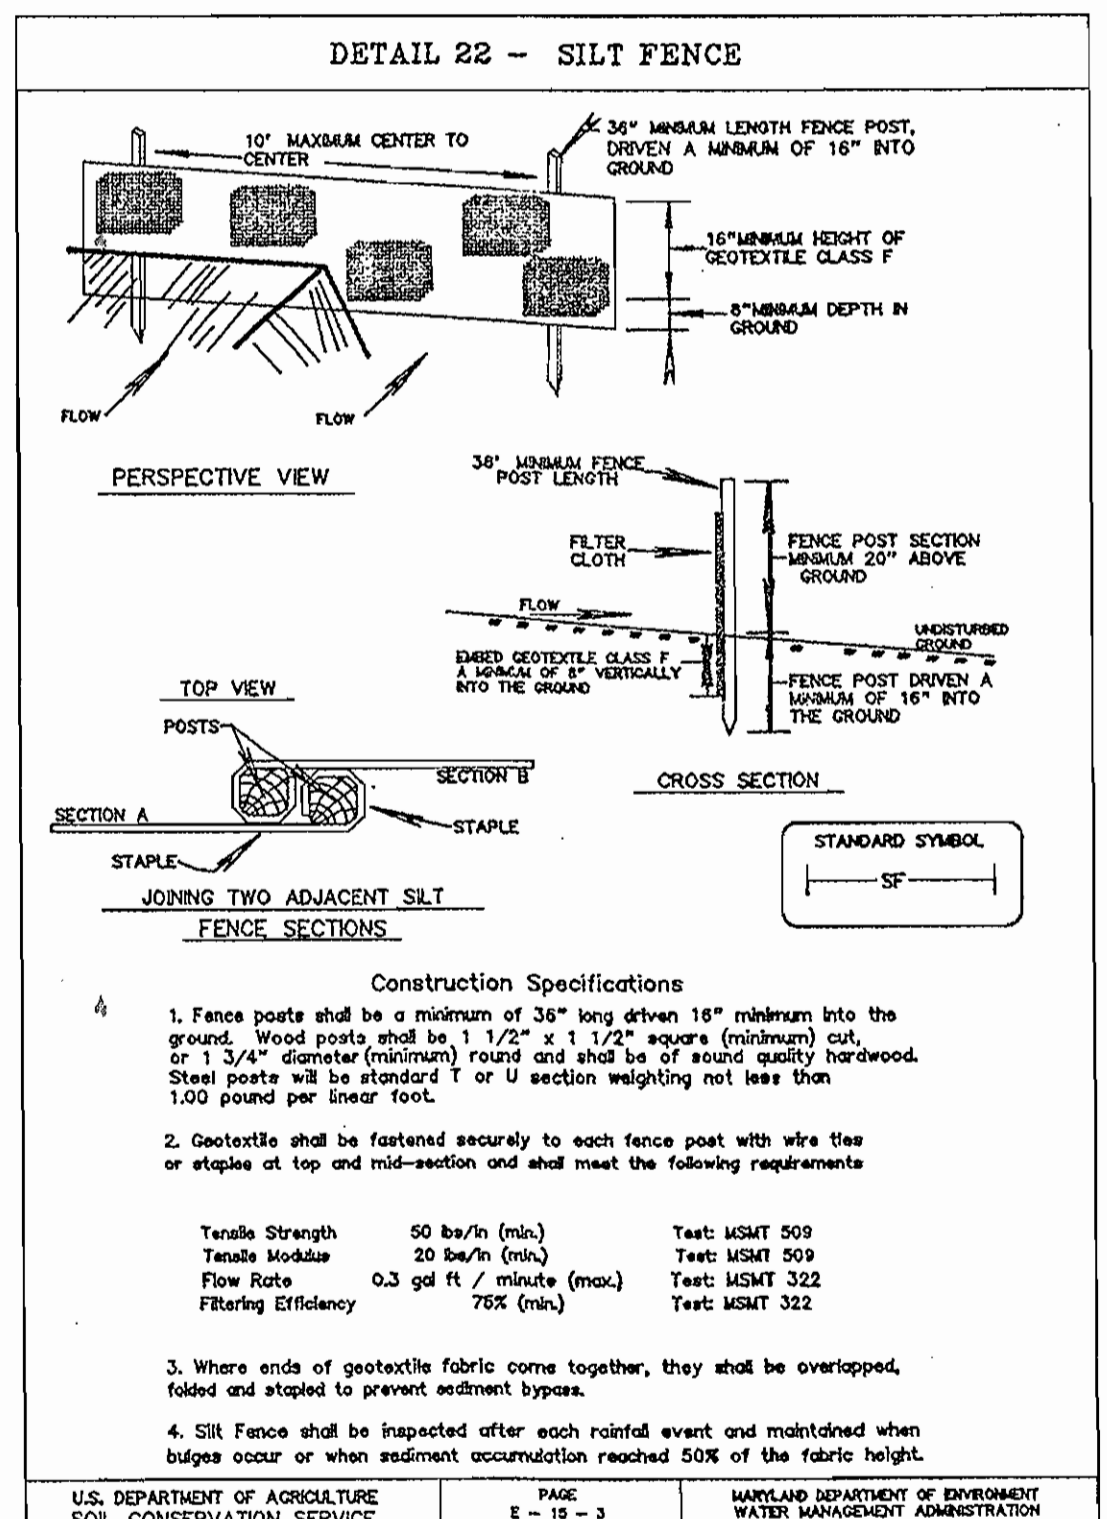 DETAIL 22 - SILT FENCE
10' MAXIMUM CENTER TO
CENTER
36" MINIMUM LENGTH FENCE POST,
DRIVEN A MINIMUM OF 16" INTO
GROUND
16"MINIMUM HEIGHT OF
GEOTEXTILE CLASS F
8"MINIMUM DEPTH IN
GROUND
FLOW
FLOW
PERSPECTIVE VIEW
36" MINIMUM FENCE
POST LENGTH
FILTER
CLOTH
FENCE POST SECTION
MINIMUM 20" ABOVE
GROUND
FLOW
UNDISTURBED
GROUND
EMBED GEOTEXTILE CLASS F
A MINIMUM OF 8" VERTICALLY
INTO THE GROUND
FENCE POST DRIVEN A
MINIMUM OF 16" INTO
THE GROUND
CROSS SECTION
TOP VIEW
POSTS
SECTION B
SECTION A
STAPLE
STAPLE
JOINING TWO ADJACENT SILT
FENCE SECTIONS
STANDARD SYMBOL
SF
Construction Specifications
1. Fence posts shall be a minimum of 36" long driven 16" minimum into the
ground. Wood posts shall be 1 1/2" x 1 1/2" square (minimum) cut,
or 1 3/4" diameter (minimum) round and shall be of sound quality hardwood.
Steel posts will be standard T or U section weighting not less than
1.00 pound per linear foot.
2. Geotextile shall be fastened securely to each fence post with wire ties
or staples at top and mid-section and shall meet the following requirements
Tensile Strength 50 lbs/in (min.) Test: MSMT 509
Tensile Modulus 20 lbs/in (min.) Test: MSMT 509
Flow Rate 0.3 gal ft / minute (max.) Test: MSMT 322
Filtering Efficiency 75% (min.) Test: MSMT 322
3. Where ends of geotextile fabric come together, they shall be overlapped,
folded and stapled to prevent sediment bypass.
4. Silt Fence shall be inspected after each rainfall event and maintained when
bulges occur or when sediment accumulation reached 50% of the fabric height.
U.S. DEPARTMENT OF AGRICULTURE
SOIL CONSERVATION SERVICE
PAGE
E - 15 - 3
MARYLAND DEPARTMENT OF ENVIRONMENT
WATER MANAGEMENT ADMINISTRATION